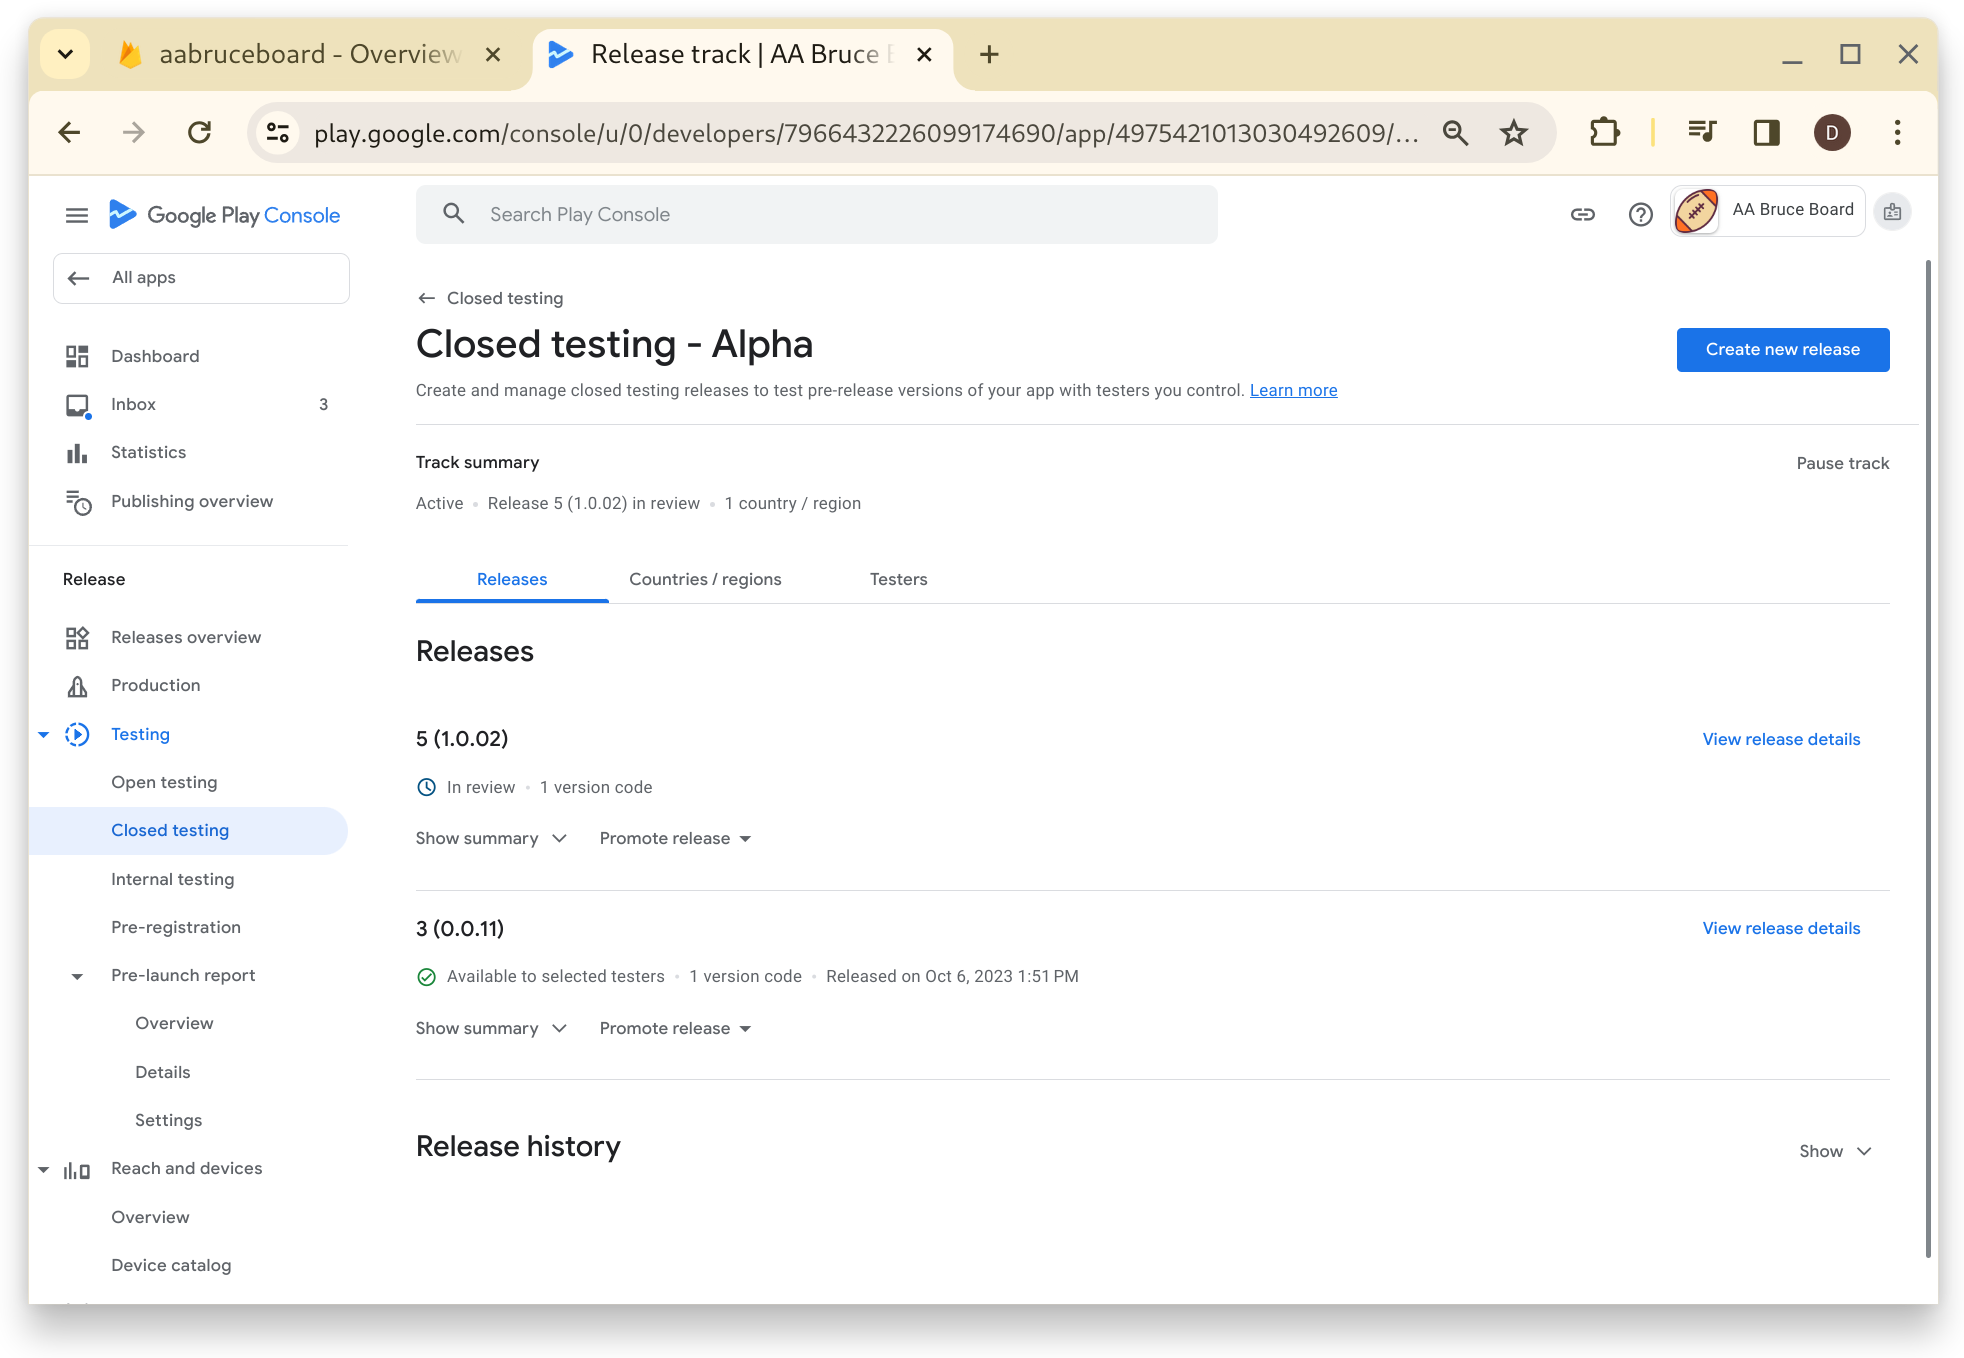 aabruceboard - Overview
Release track | AA Bruce
play.google.com/console/u/0/developers/7966432226099174690/app/4975421013030492609/...
D
Google Play Console
Search Play Console
AA Bruce Board
All apps
Dashboard
Inbox 3
Statistics
Publishing overview
Release
Releases overview
Production
Testing
Open testing
Closed testing
Internal testing
Pre-registration
Pre-launch report
Overview
Details
Settings
Reach and devices
Overview
Device catalog
Closed testing
Closed testing - Alpha
Create new release
Create and manage closed testing releases to test pre-release versions of your app with testers you control. Learn more
Track summary
Pause track
Active • Release 5 (1.0.02) in review • 1 country / region
Releases Countries / regions Testers
Releases
5 (1.0.02)
View release details
In review • 1 version code
Show summary Promote release
3 (0.0.11)
View release details
Available to selected testers • 1 version code • Released on Oct 6, 2023 1:51 PM
Show summary Promote release
Release history
Show